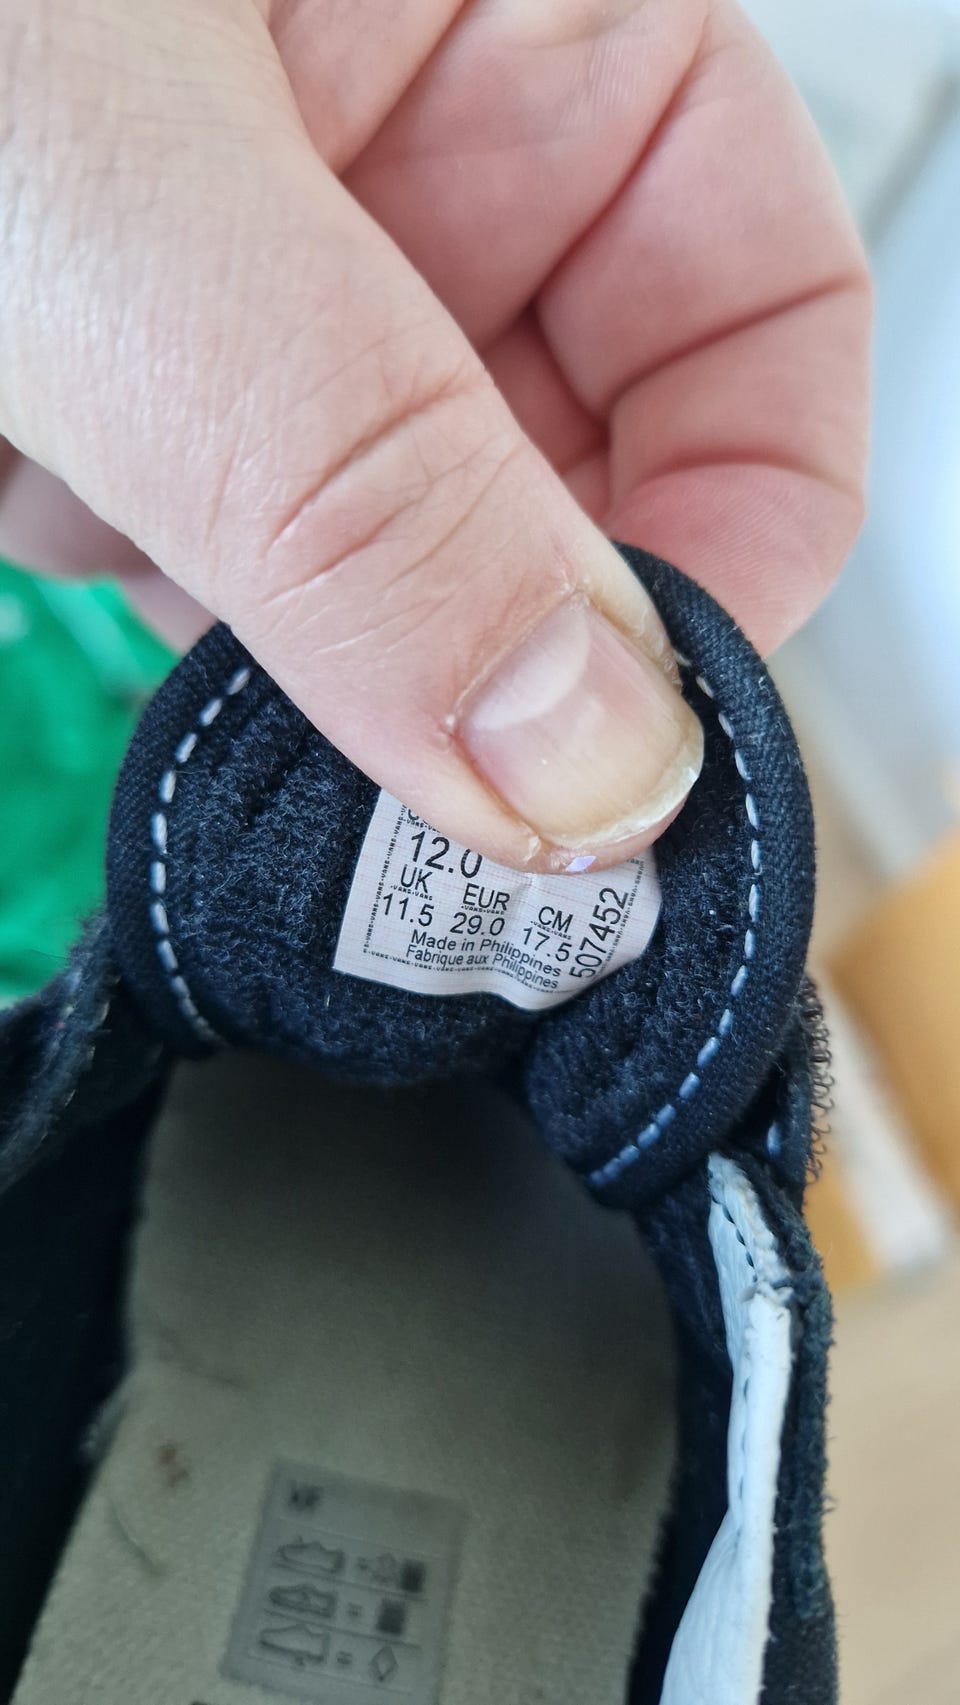 12.0
UK EUR CM
11.5 29.0 17.5
Made in Philippines
Fabrique aux Philippines
507452